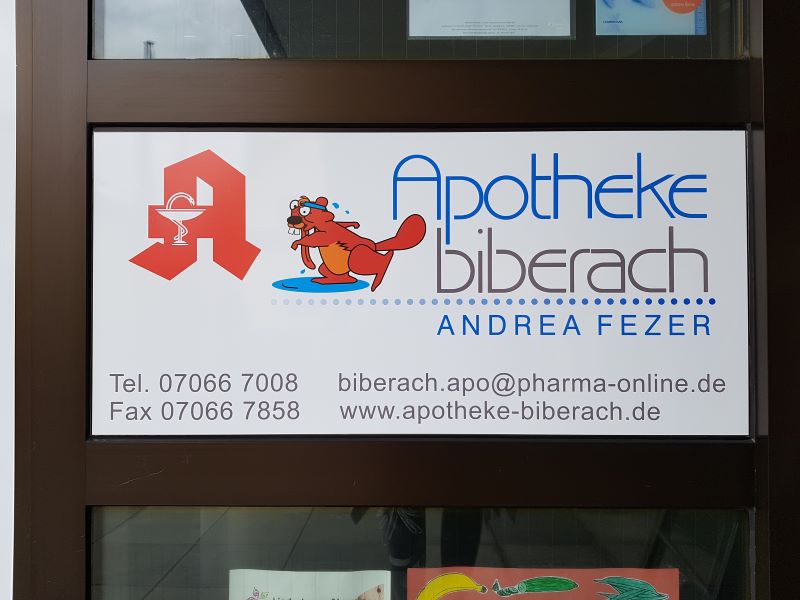 Apotheke
biberach
ANDREA FEZER
Tel. 07066 7008
biberach.apo@pharma-online.de
Fax 07066 7858
www.apotheke-biberach.de